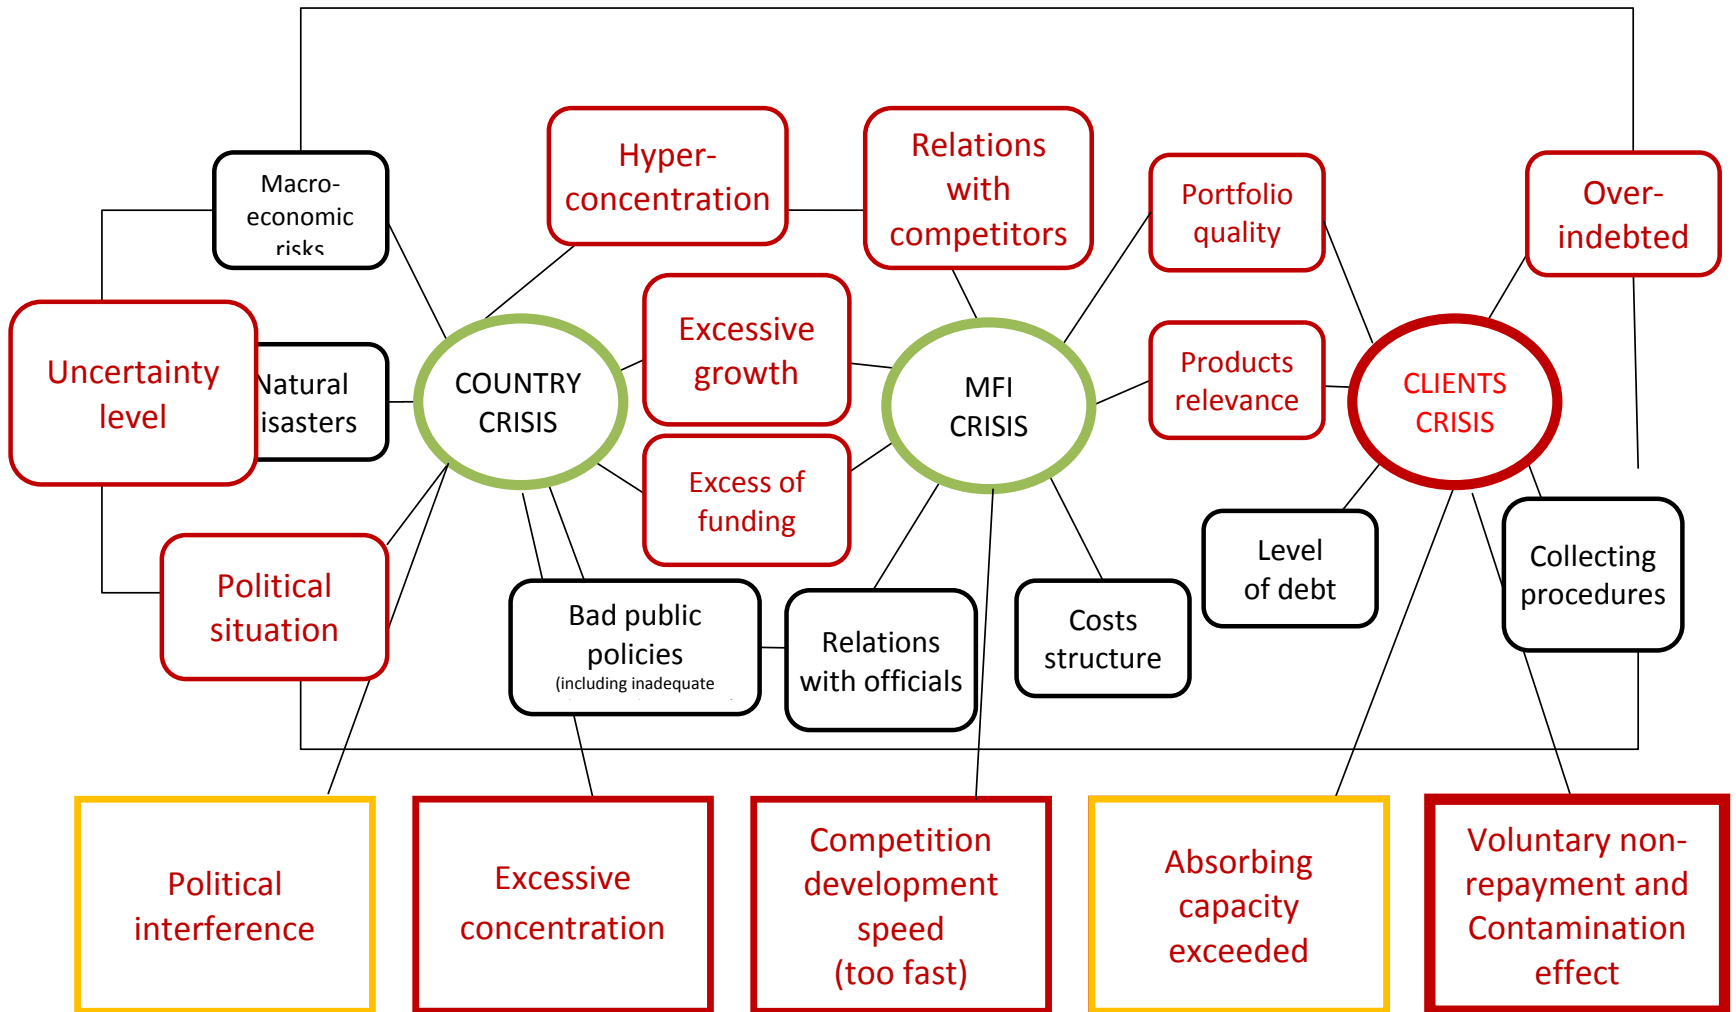 Macro-
economic
risks
Hyper-
concentration
Relations
with
competitors
Portfolio
quality
Over-
indebted
Uncertainty
level
Natural
isasters
COUNTRY
CRISIS
Excessive
growth
MFI
CRISIS
Products
relevance
CLIENTS
CRISIS
Excess of
funding
Political
situation
Bad public
policies
(including inadequate
Relations
with officials
Costs
structure
Level
of debt
Collecting
procedures
Political
interference
Excessive
concentration
Competition
development
speed
(too fast)
Absorbing
capacity
exceeded
Voluntary non-
repayment and
Contamination
effect